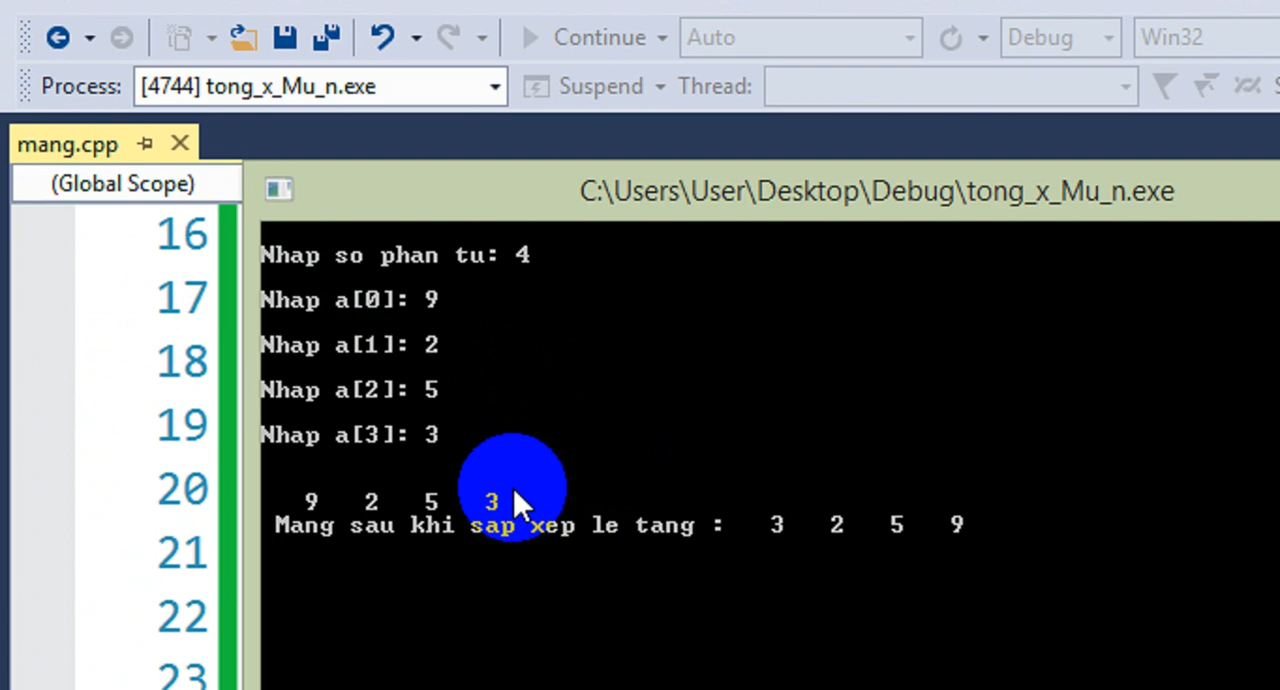 Continue Auto Debug Win32
Process: [4744] tong_x_Mu_n.exe Suspend Thread:
mang.cpp
(Global Scope)
C:\Users\User\Desktop\Debug\tong_x_Mu_n.exe
16
17
18
19
20
21
22
23
Nhap so phan tu: 4
Nhap a[0]: 9
Nhap a[1]: 2
Nhap a[2]: 5
Nhap a[3]: 3
9 2 5 3
Mang sau khi sap xep le tang : 3 2 5 9